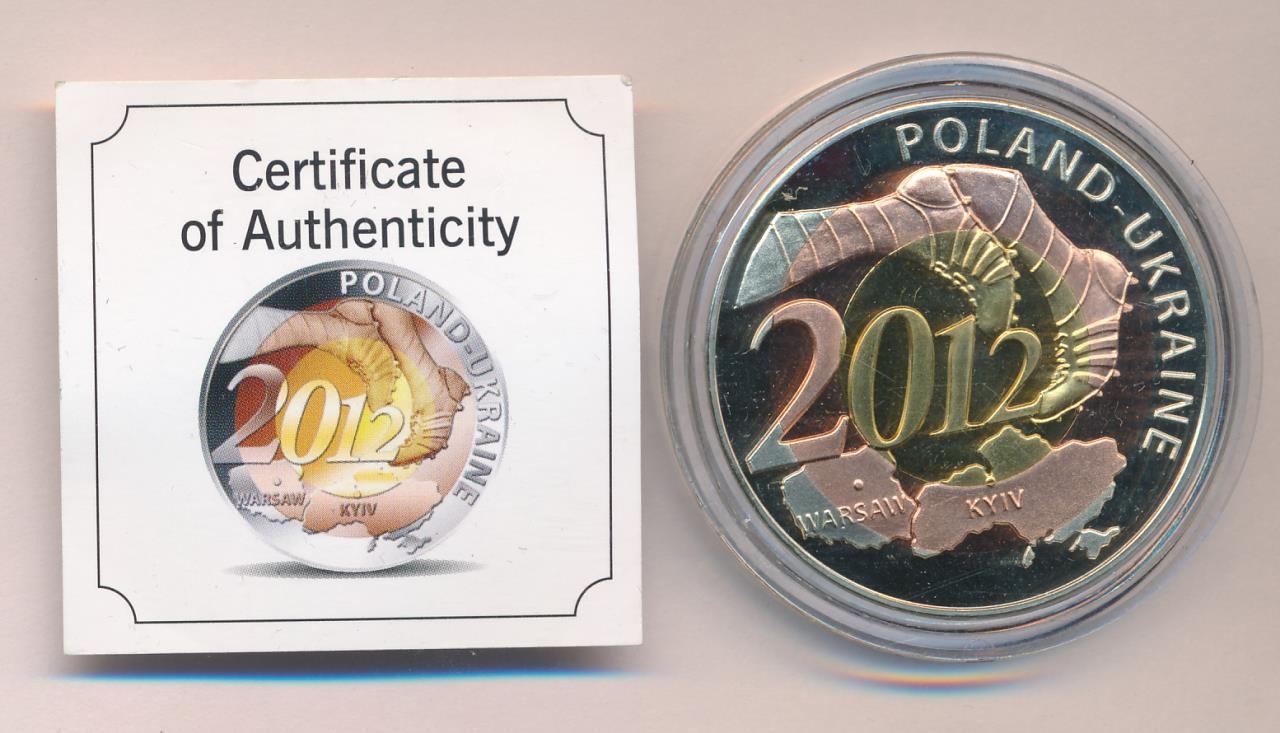 Certificate
of Authenticity
POLAND-UKRAINE
2012
WARSAW
KYIV
POLAND-UKRAINE
2012
WARSAW
KYIV